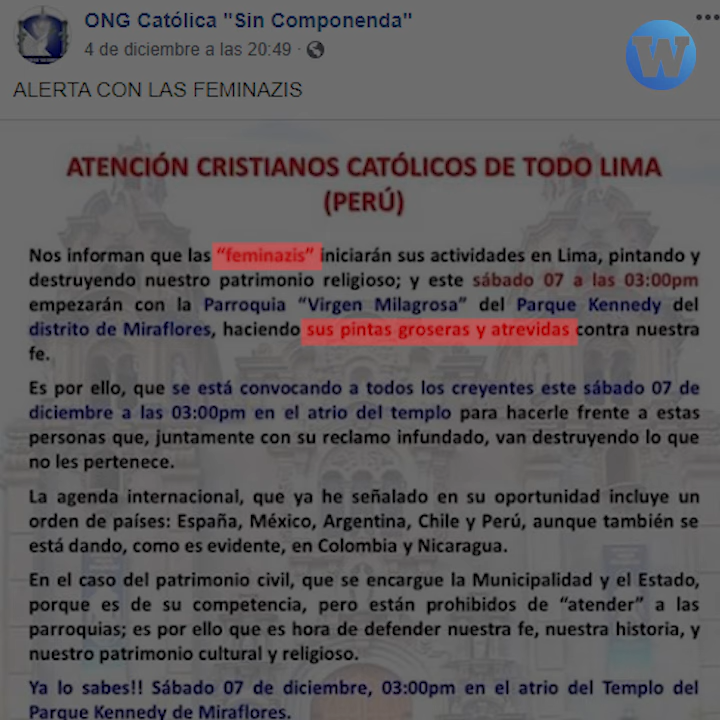 ONG Católica "Sin Componenda"
4 de diciembre a las 20:49 ·
W
ALERTA CON LAS FEMINAZIS
ATENCIÓN CRISTIANOS CATÓLICOS DE TODO LIMA
(PERÚ)
Nos informan que las “feminazis” iniciarán sus actividades en Lima, pintando y
destruyendo nuestro patrimonio religioso; y este sábado 07 a las 03:00pm
empezarán con la Parroquia “Virgen Milagrosa” del Parque Kennedy del
distrito de Miraflores, haciendo sus pintas groseras y atrevidas contra nuestra
fe.
Es por ello, que se está convocando a todos los creyentes este sábado 07 de
diciembre a las 03:00pm en el atrio del templo para hacerle frente a estas
personas que, juntamente con su reclamo infundado, van destruyendo lo que
no les pertenece.
La agenda internacional, que ya he señalado en su oportunidad incluye un
orden de países: España, México, Argentina, Chile y Perú, aunque también se
está dando, como es evidente, en Colombia y Nicaragua.
En el caso del patrimonio civil, que se encargue la Municipalidad y el Estado,
porque es de su competencia, pero están prohibidos de “atender” a las
parroquias; es por ello que es hora de defender nuestra fe, nuestra historia, y
nuestro patrimonio cultural y religioso.
Ya lo sabes!! Sábado 07 de diciembre, 03:00pm en el atrio del Templo del
Parque Kennedy de Miraflores.